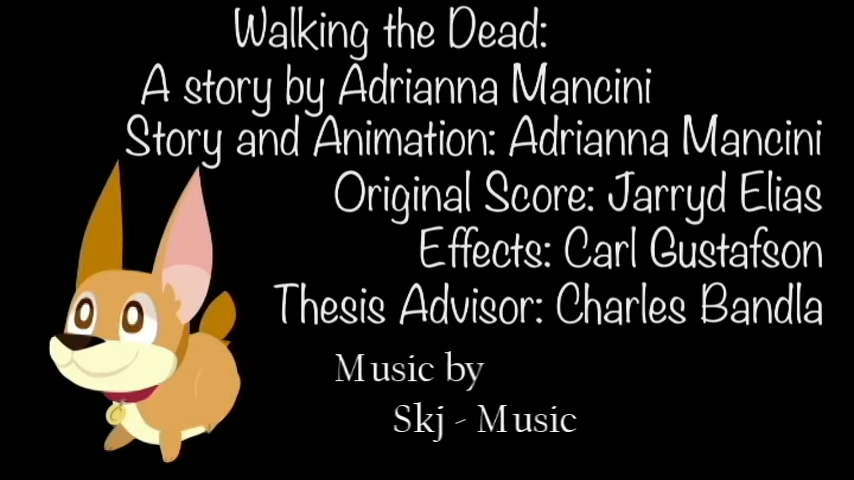 Walking the Dead:
A story by Adrianna Mancini
Story and Animation: Adrianna Mancini
Original Score: Jarryd Elias
Effects: Carl Gustafson
Thesis Advisor: Charles Bandla
Music by
Skj - Music